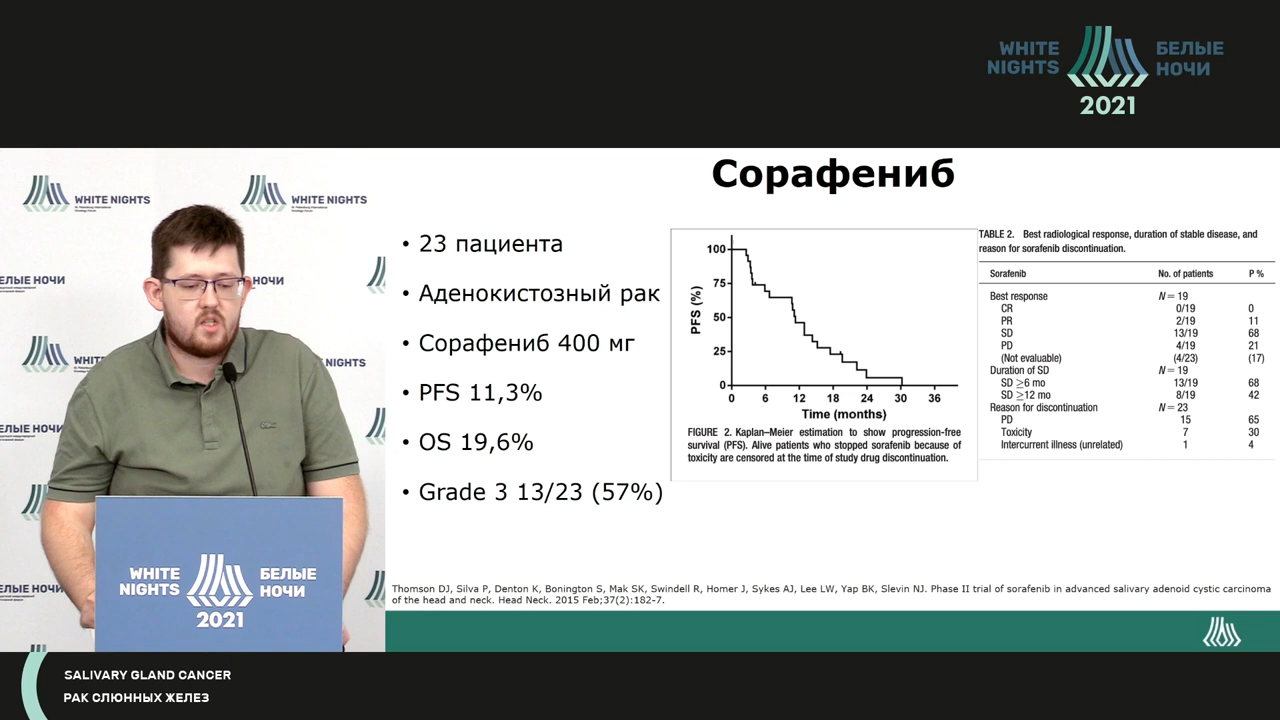 WHITE
NIGHTS
БЕЛЫЕ
НОЧИ
2021
WHITE NIGHTS
WHITE NIGHTS
БЕЛЫЕ НОЧИ
WHITE
NIGHTS
БЕЛЫЕ
НОЧИ
2021
Сорафениб
• 23 пациента
• Аденокистозный рак
• Сорафениб 400 мг
• PFS 11,3%
• OS 19,6%
• Grade 3 13/23 (57%)
PFS (%)
100
75
50
25
0
0 6 12 18 24 30 36
Time (months)
FIGURE 2. Kaplan–Meier estimation to show progression-free
survival (PFS). Alive patients who stopped sorafenib because of
toxicity are censored at the time of study drug discontinuation.
TABLE 2. Best radiological response, duration of stable disease, and
reason for sorafenib discontinuation.
Sorafenib No. of patients P %
Best response N = 19
CR 0/19 0
PR 2/19 11
SD 13/19 68
PD 4/19 21
(Not evaluable) (4/23) (17)
Duration of SD N = 19
SD ≥6 mo 13/19 68
SD ≥12 mo 8/19 42
Reason for discontinuation N = 23
PD 15 65
Toxicity 7 30
Intercurrent illness (unrelated) 1 4
Thomson DJ, Silva P, Denton K, Bonington S, Mak SK, Swindell R, Homer J, Sykes AJ, Lee LW, Yap BK, Slevin NJ. Phase II trial of sorafenib in advanced salivary adenoid cystic carcinoma
of the head and neck. Head Neck. 2015 Feb;37(2):182-7.
SALIVARY GLAND CANCER
РАК СЛЮННЫХ ЖЕЛЕЗ